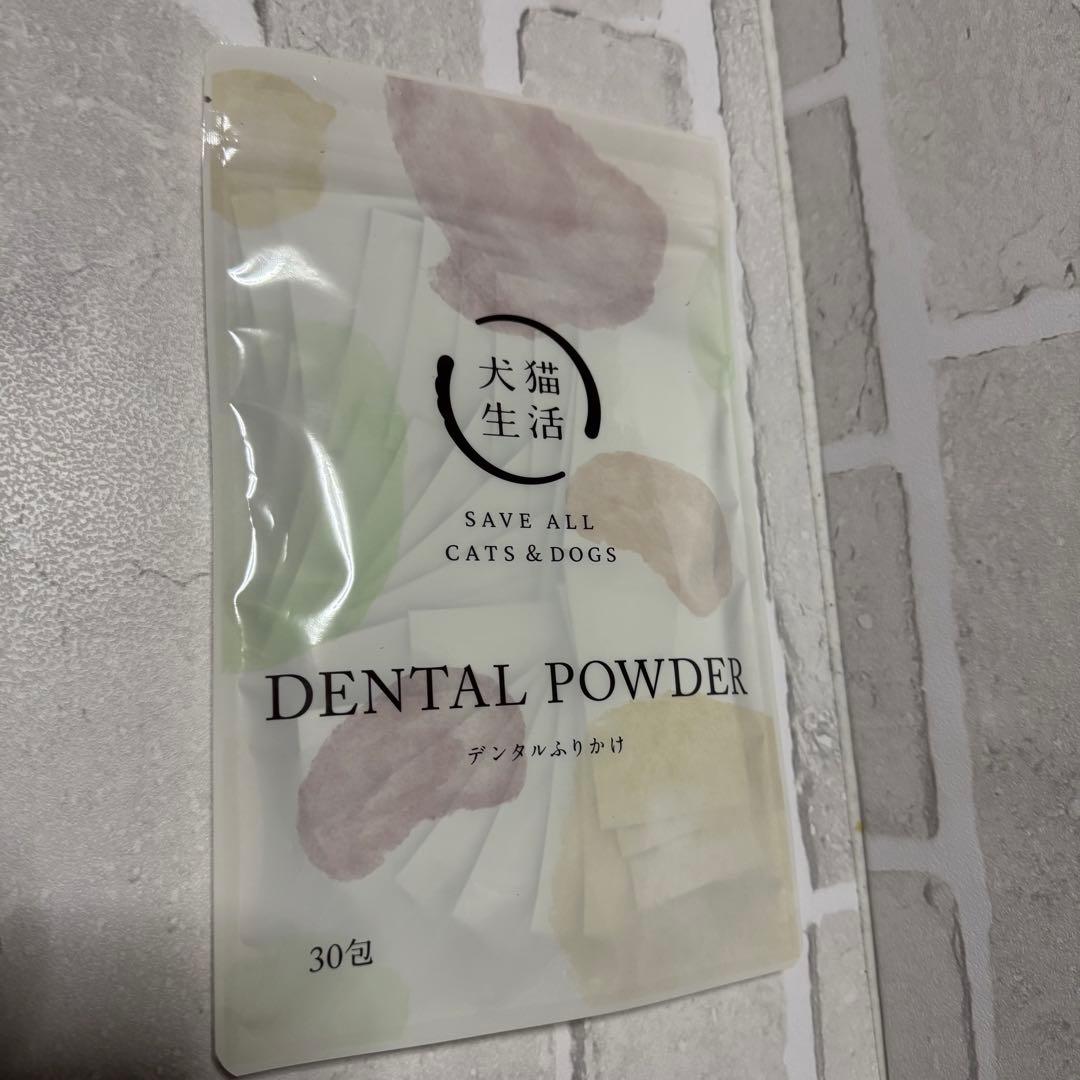 犬猫
生活
SAVE ALL
CATS & DOGS
DENTAL POWDER
デンタルふりかけ
30包